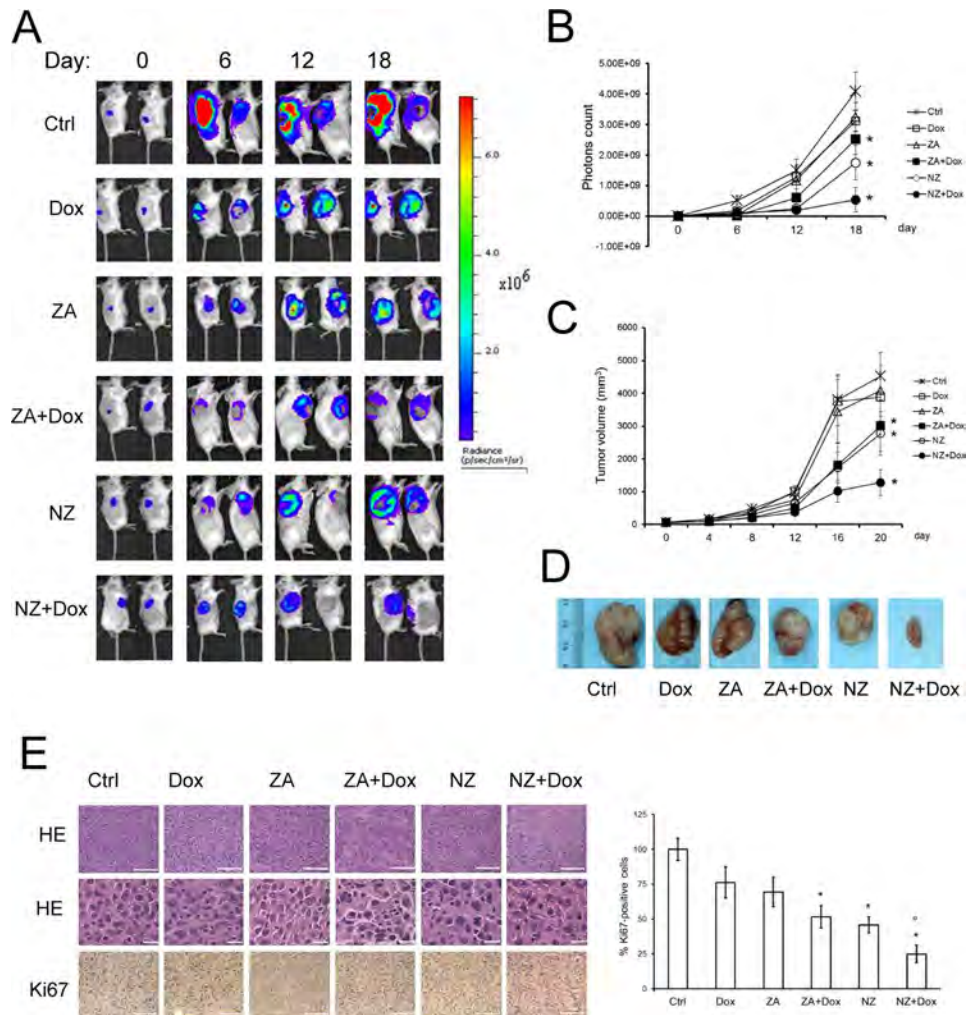 A
Day: 0 6 12 18
Ctrl
Dox
ZA
ZA+Dox
NZ
NZ+Dox
6.0
4.0
2.0
x10⁶
Radiance
(p/sec/cm²/sr)
B
Photons count
5.00E+09
4.00E+09
3.00E+09
2.00E+09
1.00E+09
0.00E+00
-1.00E+09
0 6 12 18 day
Ctrl
Dox
ZA
ZA+Dox
NZ
NZ+Dox
*
*
*
C
Tumor volume (mm³)
6000
5000
4000
3000
2000
1000
0
0 4 8 12 16 20 day
Ctrl
Dox
ZA
ZA+Dox
NZ
NZ+Dox
*
*
*
D
Ctrl Dox ZA ZA+Dox NZ NZ+Dox
E
Ctrl Dox ZA ZA+Dox NZ NZ+Dox
HE
HE
Ki67
% Ki67-positive cells
125
100
75
50
25
0
* * ° *
Ctrl Dox ZA ZA+Dox NZ NZ+Dox